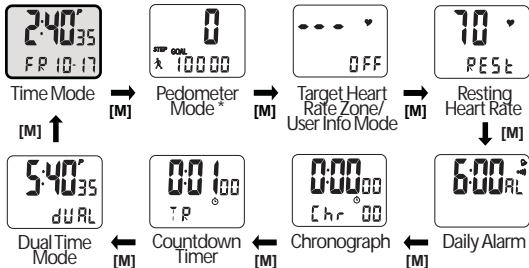 2:40 35
FR 10-17
0
STEP GOAL
10000
--- 
OFF
70
REST
Time Mode
[M]
Pedometer
Mode *
[M]
Target Heart
Rate Zone/
User Info Mode
[M]
Resting
Heart Rate
[M]
[M]
5:40 35
dUAL
0:01 00
TR
0:00 00
Chr 00
6:00 AL
Dual Time
Mode
[M]
Countdown
Timer
[M]
Chronograph
[M]
Daily Alarm